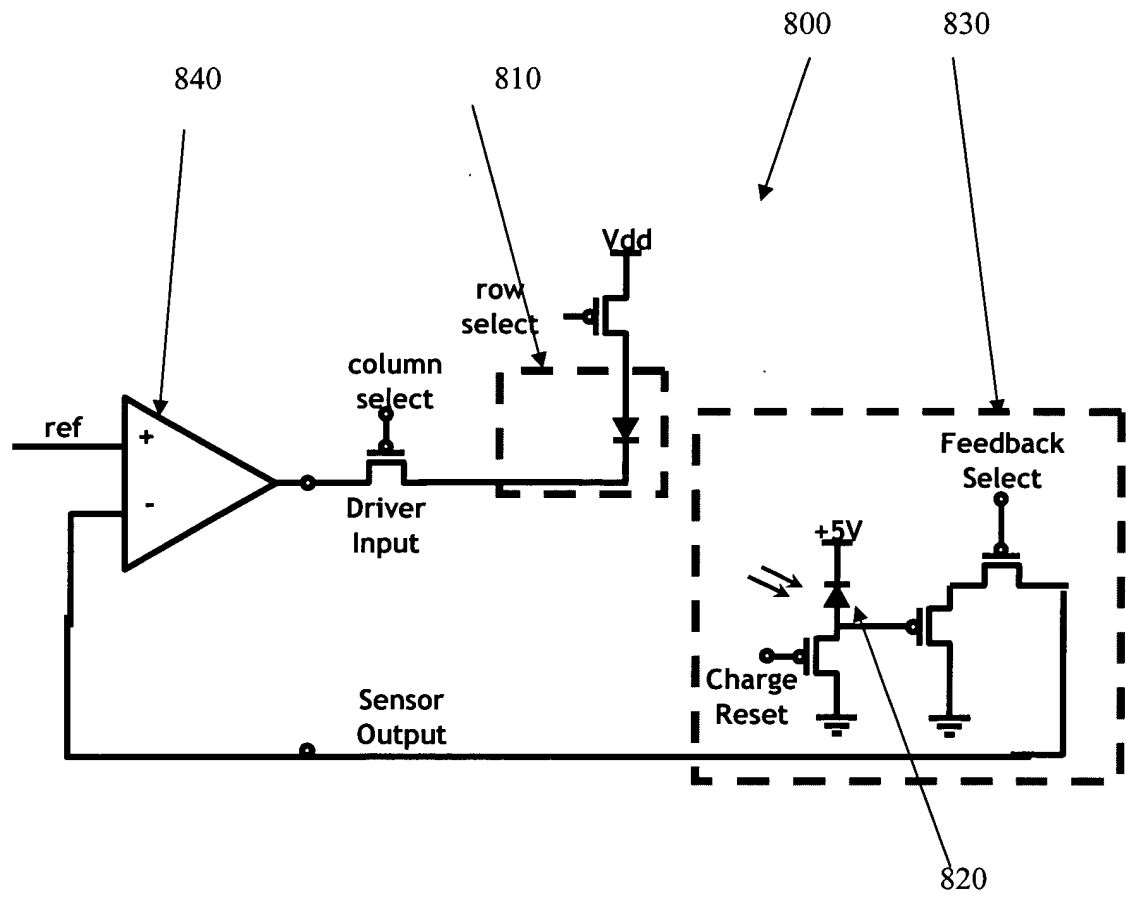 800
830
840
810
Vdd
row
select
column
select
ref
+
-
Driver
Input
Feedback
Select
+5V
Charge
Reset
Sensor
Output
820